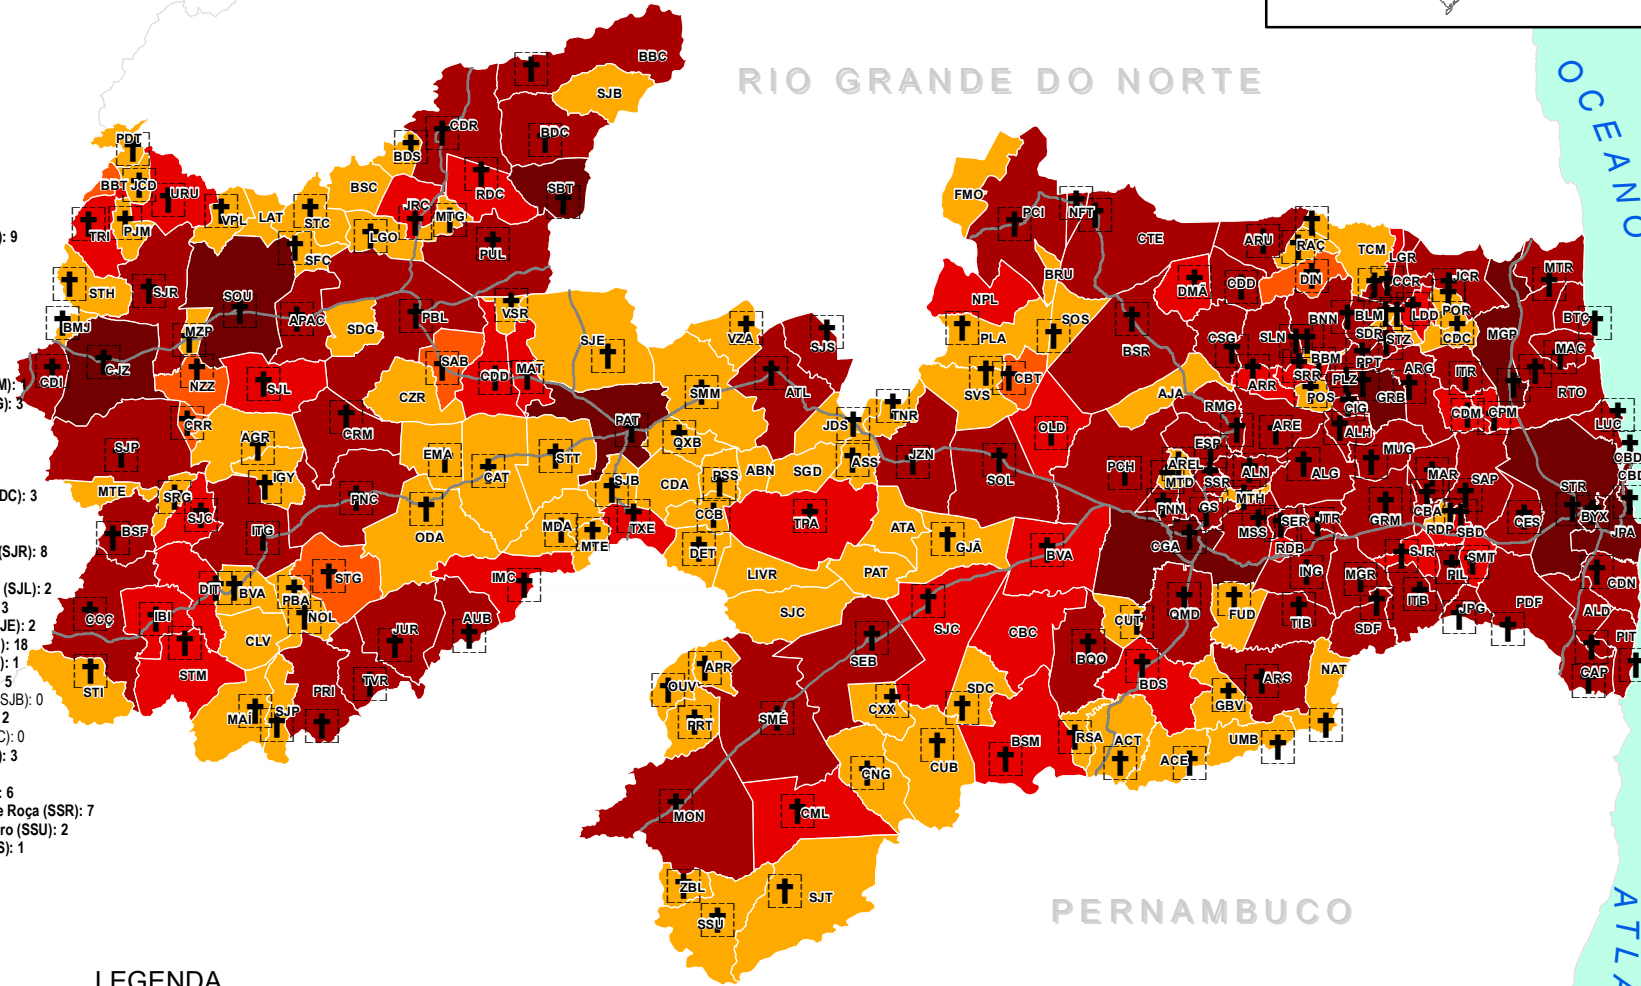 RIO GRANDE DO NORTE
OCEANO
ATLA
PERNAMBUCO
LEGENDA
): 9
M): 1
G): 3
DC): 3
(SJR): 8
(SJL): 2
3
JE): 2
): 18
): 1
5
SJB): 0
2
C): 0
): 3
: 6
e Roça (SSR): 7
ro (SSU): 2
S): 1
BBC
SJB
CDR
BDC
PDT
BDS
BBT
JCD
URU
BSC
RDC
SBT
TRI
PJM
VPL
LAT
STC
JRC
MTG
LGO
PUL
SFC
STH
SJR
SOU
BMJ
MZP
APAC
SDG
PBL
VSR
CDI
CJZ
NZZ
SJL
SAB
CDD
MAT
SJE
VZA
SJS
CRR
CZR
SMM
ATL
CRM
PAT
JDS
TNR
SJP
AGR
EMA
QXB
IGY
CAT
STT
SJB
CDA
PSS
ABN
SGD
ASS
JZN
SOL
MTE
SRG
SJC
PNC
CCB
TPA
BSF
ITG
ODA
MDA
MTE
TXE
DET
ATA
GJÃ
DIT
BVA
PBA
STG
IMC
LIVR
PAT
BVA
CCC
IBI
NOL
CLV
JUR
AUB
SJC
SJC
CBC
STI
STM
PRI
TVR
SEB
MAÍ
SJP
APR
OUV
PRT
SMÉ
CXX
SDC
CNG
CUB
BSM
MON
CML
ZBL
SSU
SJT
FMO
PCI
NFT
CTE
ARU
RAÇ
TCM
LGR
BRU
DMA
CDD
DIN
CCR
JCR
MTR
NPL
SOS
BNN
BLM
LDD
POR
BTC
PLA
BSR
CSG
SLN
SDR
STZ
CDC
MGP
MAC
SVS
CBT
BBM
PPT
ARR
SRR
PLZ
ARG
ITR
RTO
AJA
POS
CIG
GRB
RMG
CDM
CPM
LUC
OLD
ESP
ARE
ALH
MUG
CBD
PCH
AREL
MTD
SSR
ALN
ALG
MAR
SAP
CBD
STR
MTH
PNN
GS
MSS
SER
JTR
GRM
CBA
RDP
SBD
CES
BYX
JPA
CGA
RDB
SJR
SMT
ING
MGR
PIL
CDN
CUT
QMD
FUD
TIB
ITB
SDF
JPG
PDF
ALD
PIT
BQO
BDS
GBV
ARS
NAT
CAP
RSA
ACT
ACE
UMB